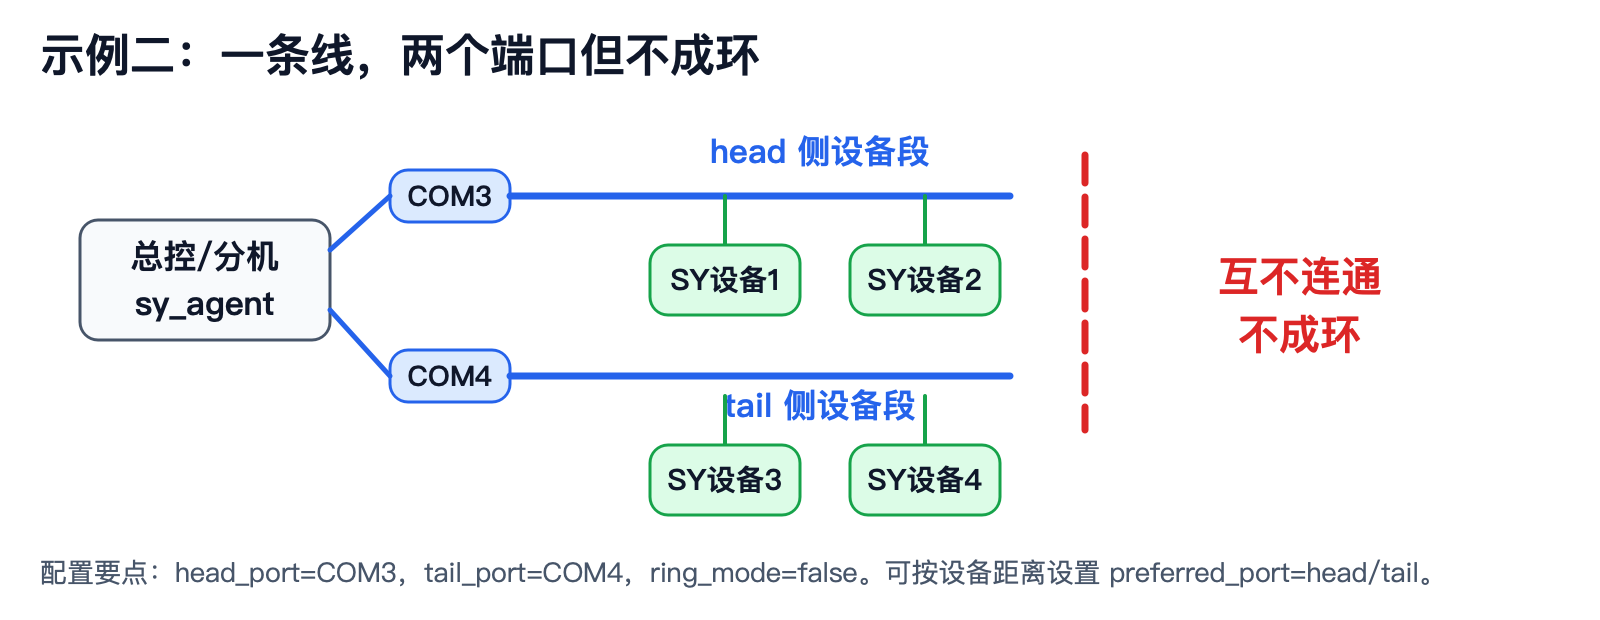 示例二：一条线，两个端口但不成环
head 侧设备段
COM3
总控/分机
sy_agent
SY设备1
SY设备2
互不连通
不成环
COM4
tail 侧设备段
SY设备3
SY设备4
配置要点：head_port=COM3，tail_port=COM4，ring_mode=false。可按设备距离设置 preferred_port=head/tail。